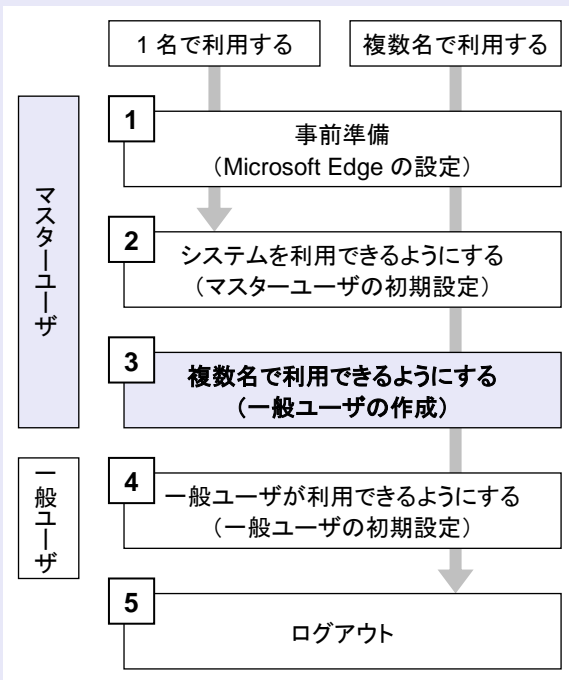 1 名で利用する
複数名で利用する
マスターユーザ
1
事前準備
（Microsoft Edge の設定）
2
システムを利用できるようにする
（マスターユーザの初期設定）
3
複数名で利用できるようにする
（一般ユーザの作成）
一般ユーザ
4
一般ユーザが利用できるようにする
（一般ユーザの初期設定）
5
ログアウト